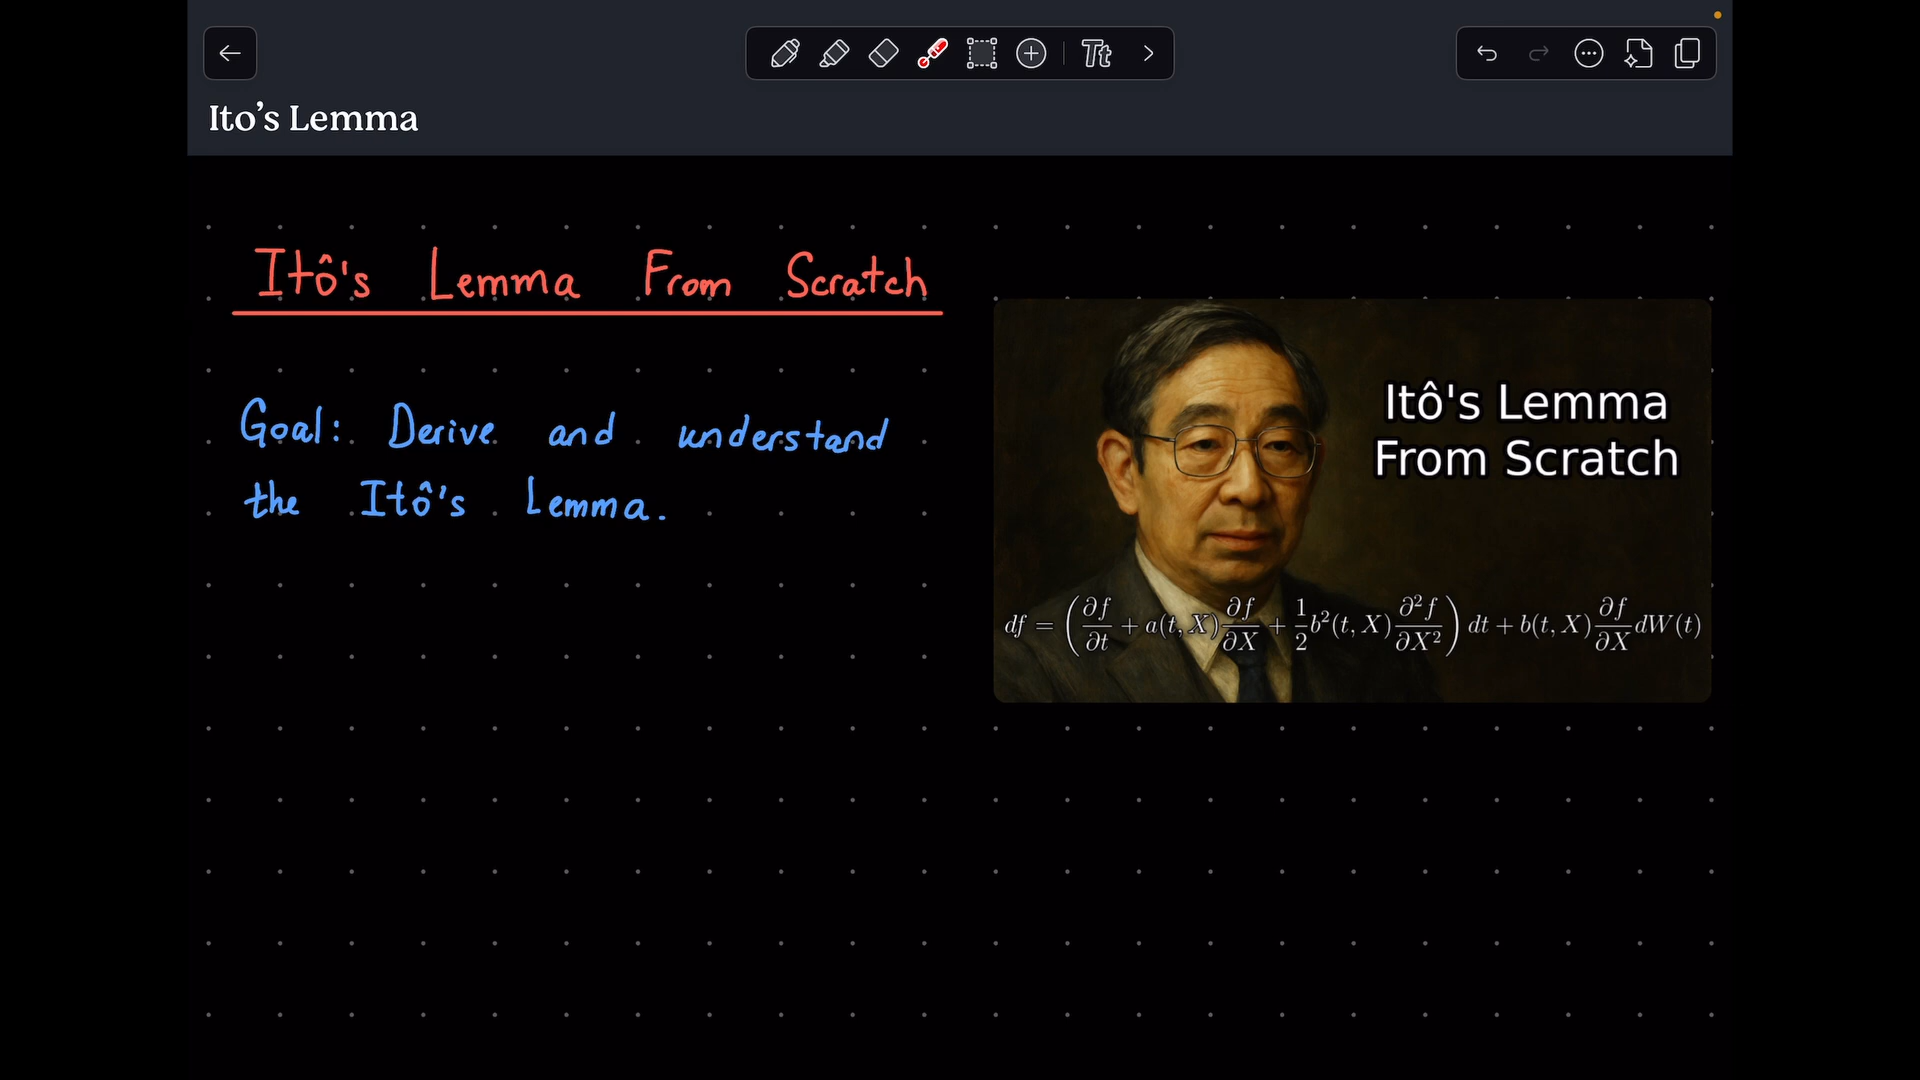 Tt
Ito’s Lemma
Itô's Lemma From Scratch
Goal: Derive and understand
the Itô's Lemma.
Itô's Lemma
From Scratch
df = (∂f/∂t + a(t, X) ∂f/∂X + 1/2 b²(t, X) ∂²f/∂X²) dt + b(t, X) ∂f/∂X dW(t)